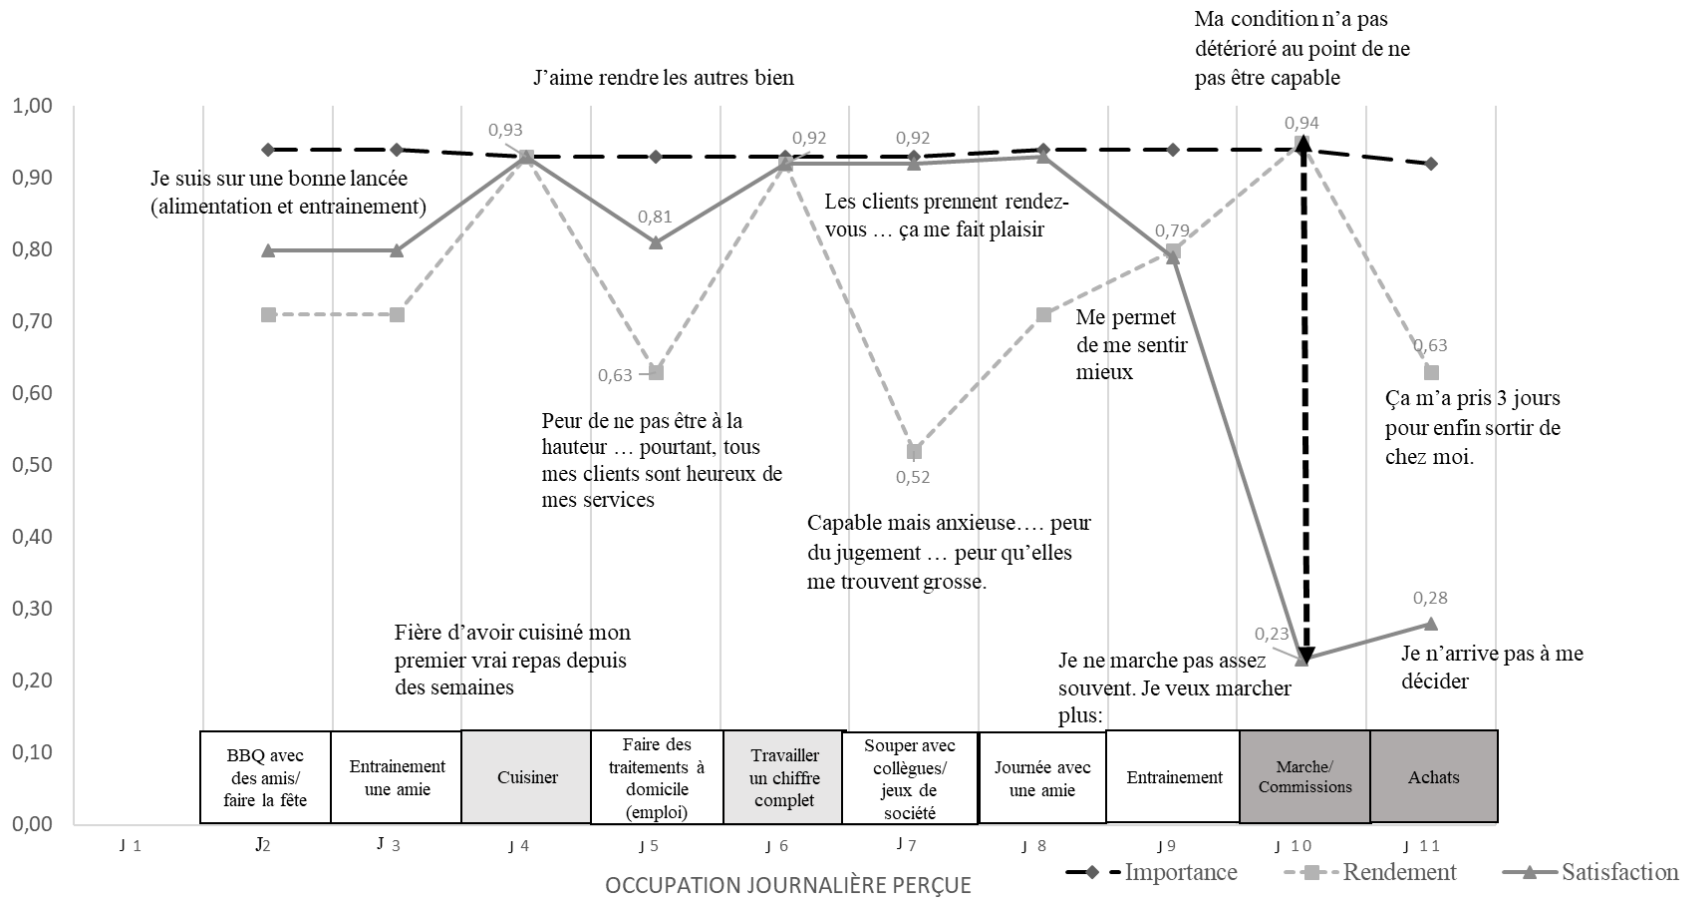 Ma condition n’a pas
détérioré au point de ne
pas être capable
J’aime rendre les autres bien
1,00
0,90
0,80
0,70
0,60
0,50
0,40
0,30
0,20
0,10
0,00
0,93
0,92
0,92
0,94
Je suis sur une bonne lancée
(alimentation et entrainement)
0,81
Les clients prennent rendez-
vous … ça me fait plaisir
0,79
Me permet
de me sentir
mieux
0,63
0,63
Peur de ne pas être à la
hauteur … pourtant, tous
mes clients sont heureux de
mes services
Ça m’a pris 3 jours
pour enfin sortir de
chez moi.
0,52
Capable mais anxieuse…. peur
du jugement … peur qu’elles
me trouvent grosse.
0,28
0,23
Fière d’avoir cuisiné mon
premier vrai repas depuis
des semaines
Je ne marche pas assez
souvent. Je veux marcher
plus:
Je n’arrive pas à me
décider
BBQ avec
des amis/
faire la fête
Entrainement
une amie
Cuisiner
Faire des
traitements à
domicile
(emploi)
Travailler
un chiffre
complet
Souper avec
collègues/
jeux de
société
Journée avec
une amie
Entrainement
Marche/
Commissions
Achats
J 1
J2
J 3
J 4
J 5
J 6
J 7
J 8
J 9
J 10
J 11
OCCUPATION JOURNALIÈRE PERÇUE
Importance
Rendement
Satisfaction